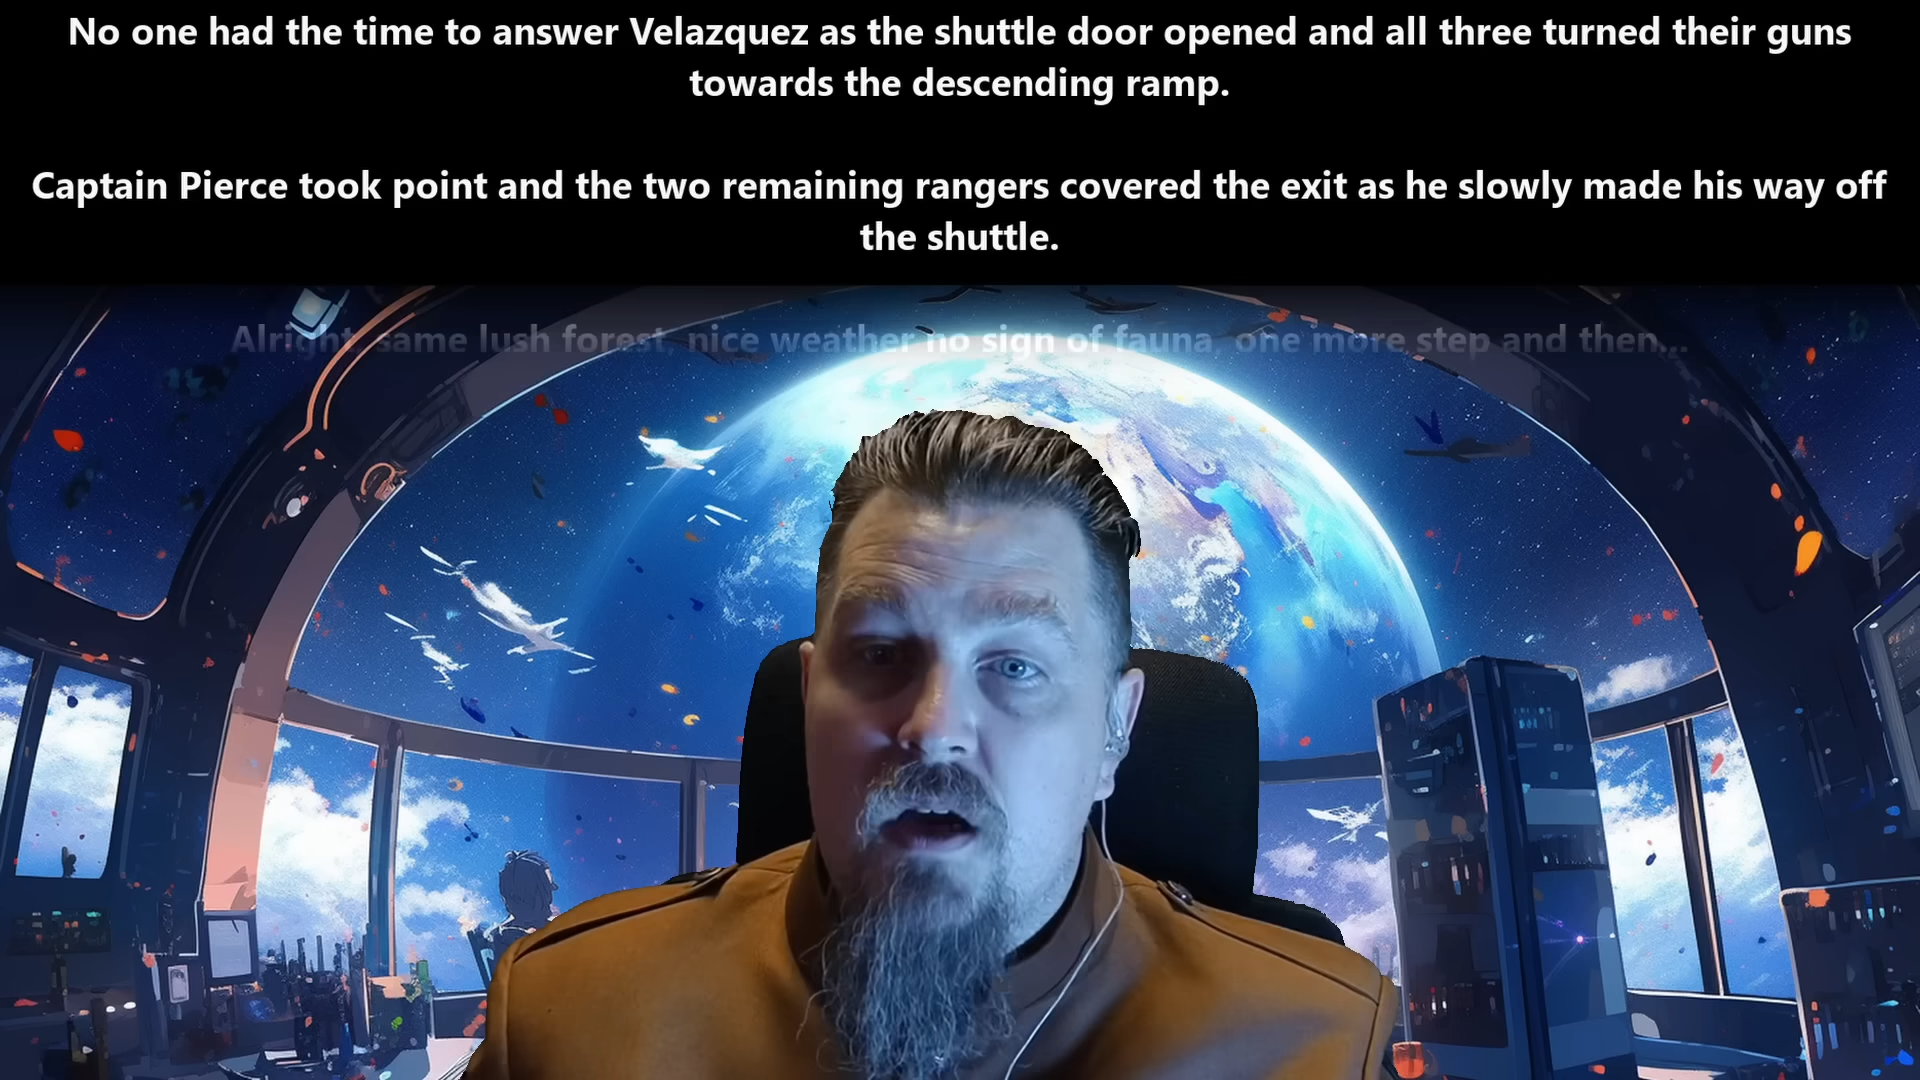 No one had the time to answer Velazquez as the shuttle door opened and all three turned their guns
towards the descending ramp.
Captain Pierce took point and the two remaining rangers covered the exit as he slowly made his way off
the shuttle.
Alright, same lush forest, nice weather no sign of fauna, one more step and then...